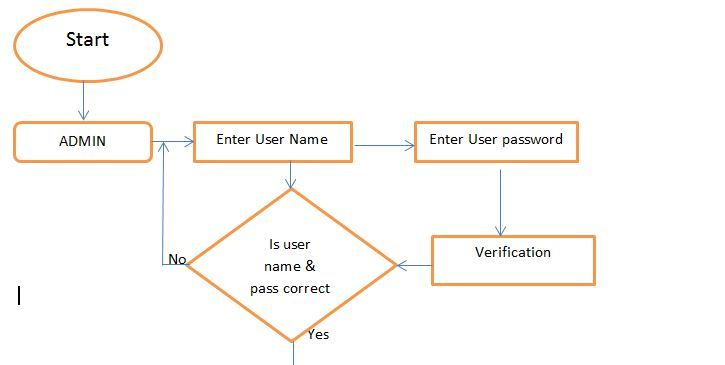 Start
ADMIN
Enter User Name
Enter User password
Verification
Is user
name &
pass correct
No
Yes